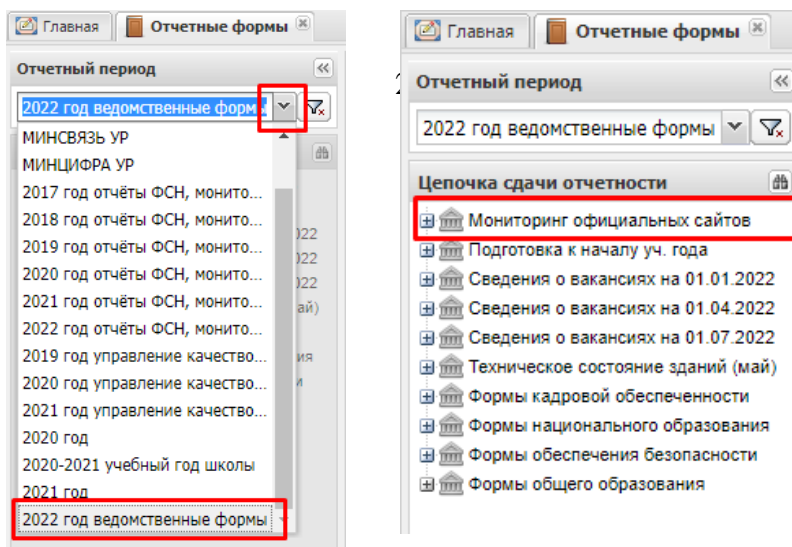 Главная
Отчетные формы
Отчетный период
2022 год ведомственные формы
МИНСВЯЗЬ УР
МИНЦИФРА УР
2017 год отчёты ФСН, монито...
2018 год отчёты ФСН, монито...
2019 год отчёты ФСН, монито...
2020 год отчёты ФСН, монито...
2021 год отчёты ФСН, монито...
2022 год отчёты ФСН, монито...
2019 год управление качество...
2020 год управление качество...
2021 год управление качество...
2020 год
2020-2021 учебный год школы
2021 год
2022 год ведомственные формы
022
022
022
ай)
ия
и
Главная
Отчетные формы
Отчетный период
2022 год ведомственные формы
Цепочка сдачи отчетности
Мониторинг официальных сайтов
Подготовка к началу уч. года
Сведения о вакансиях на 01.01.2022
Сведения о вакансиях на 01.04.2022
Сведения о вакансиях на 01.07.2022
Техническое состояние зданий (май)
Формы кадровой обеспеченности
Формы национального образования
Формы обеспечения безопасности
Формы общего образования